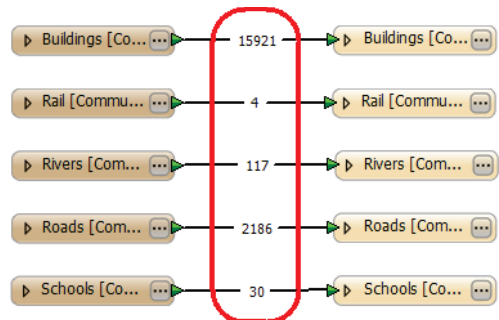 Buildings [Co... 15921 Buildings [Co...
Rail [Commu... 4 Rail [Commu...
Rivers [Com... 117 Rivers [Com...
Roads [Com... 2186 Roads [Com...
Schools [Co... 30 Schools [Co...